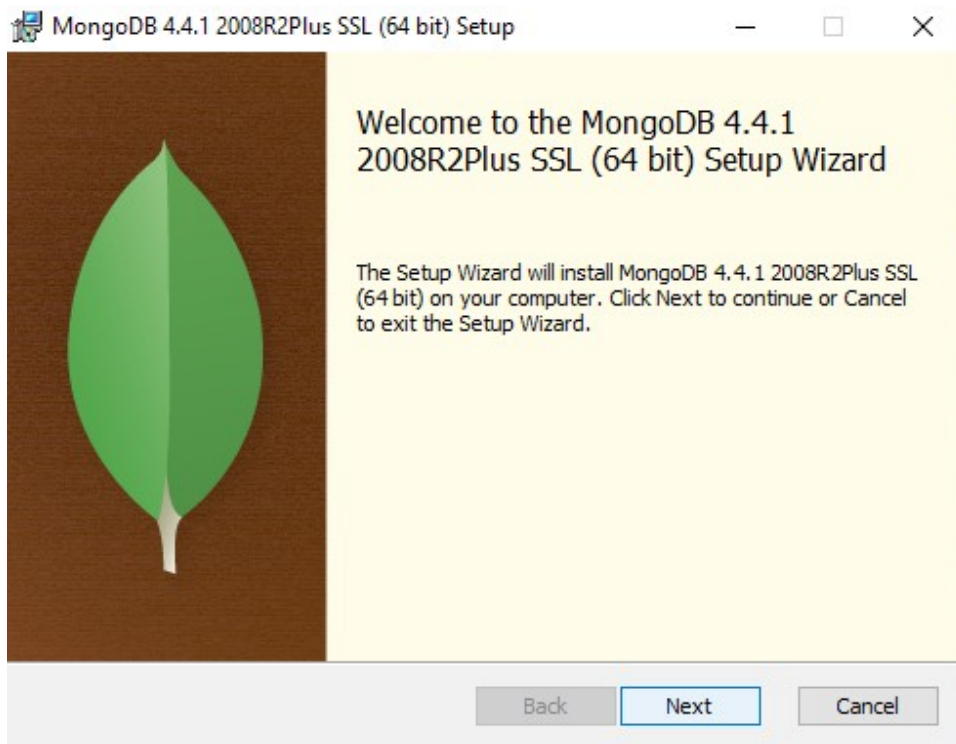 MongoDB 4.4.1 2008R2Plus SSL (64 bit) Setup
Welcome to the MongoDB 4.4.1
2008R2Plus SSL (64 bit) Setup Wizard
The Setup Wizard will install MongoDB 4.4.1 2008R2Plus SSL
(64 bit) on your computer. Click Next to continue or Cancel
to exit the Setup Wizard.
Back Next Cancel